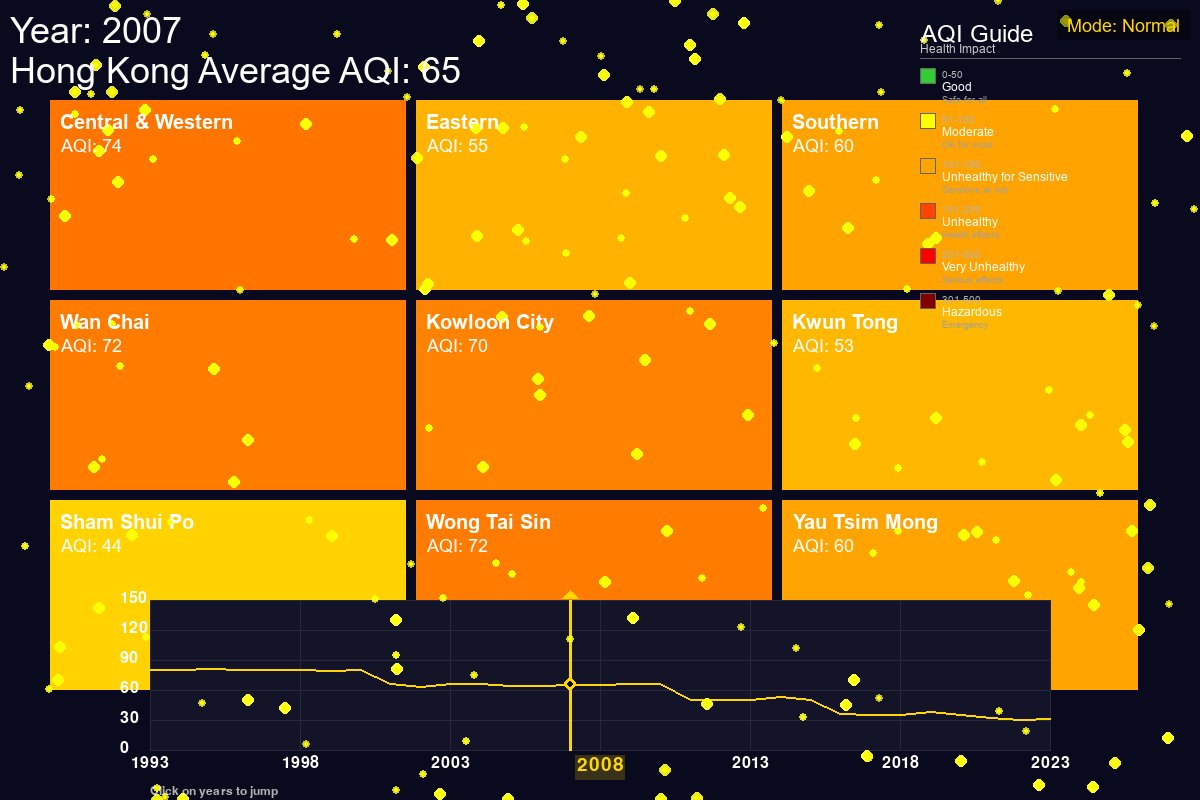 Year: 2007
Hong Kong Average AQI: 65
AQI Guide
Health Impact
Mode: Normal
0-50
Good
Safe for all
51-100
Moderate
OK for most
101-150
Unhealthy for Sensitive
Sensitive at risk
151-200
Unhealthy
Health effects
201-300
Very Unhealthy
Serious effects
301-500
Hazardous
Emergency
Central & Western
AQI: 74
Eastern
AQI: 55
Southern
AQI: 60
Wan Chai
AQI: 72
Kowloon City
AQI: 70
Kwun Tong
AQI: 53
Sham Shui Po
AQI: 44
Wong Tai Sin
AQI: 72
Yau Tsim Mong
AQI: 60
150
120
90
60
30
0
1993
1998
2003
2008
2013
2018
2023
Click on years to jump